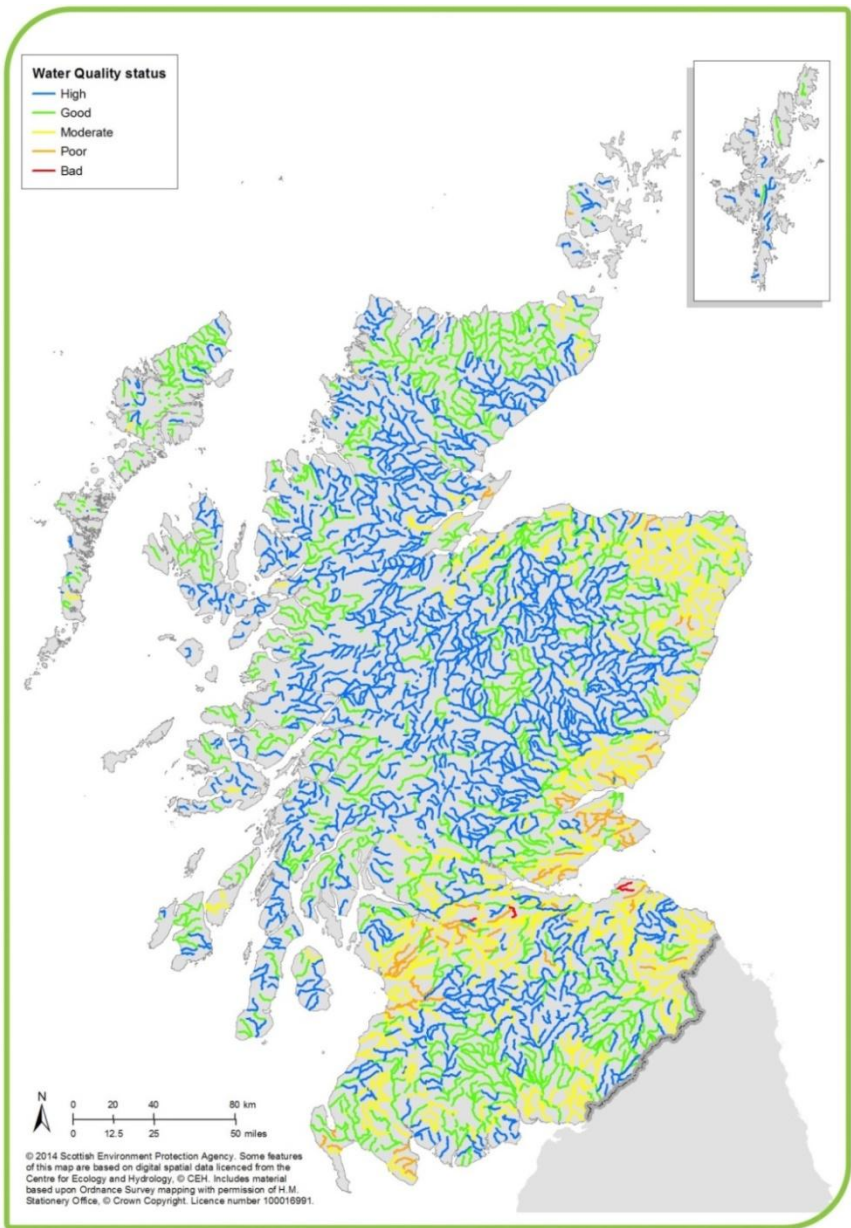 Water Quality status
High
Good
Moderate
Poor
Bad
N
0 20 40 80 km
0 12.5 25 50 miles
© 2014 Scottish Environment Protection Agency. Some features
of this map are based on digital spatial data licenced from the
Centre for Ecology and Hydrology, © CEH. Includes material
based upon Ordnance Survey mapping with permission of H.M.
Stationery Office, © Crown Copyright. Licence number 100016991.